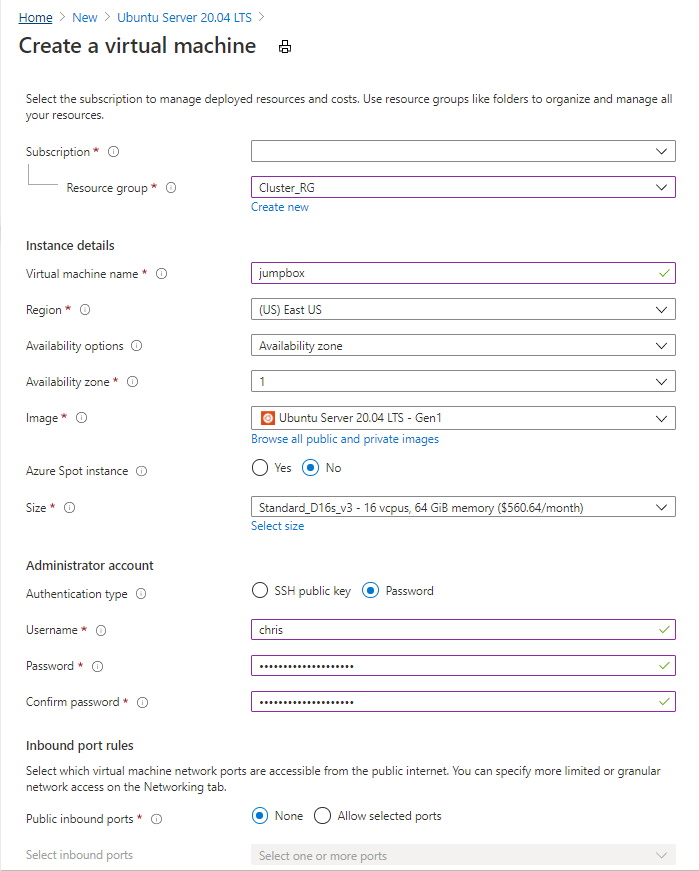 Home > New > Ubuntu Server 20.04 LTS >
Create a virtual machine
Select the subscription to manage deployed resources and costs. Use resource groups like folders to organize and manage all
your resources.
Subscription *
Resource group * Cluster_RG
Create new
Instance details
Virtual machine name * jumpbox
Region * (US) East US
Availability options Availability zone
Availability zone * 1
Image * Ubuntu Server 20.04 LTS - Gen1
Browse all public and private images
Azure Spot instance Yes No
Size * Standard_D16s_v3 - 16 vcpus, 64 GiB memory ($560.64/month)
Select size
Administrator account
Authentication type SSH public key Password
Username * chris
Password * ••••••••••••••••••••
Confirm password * ••••••••••••••••••••
Inbound port rules
Select which virtual machine network ports are accessible from the public internet. You can specify more limited or granular
network access on the Networking tab.
Public inbound ports * None Allow selected ports
Select inbound ports Select one or more ports